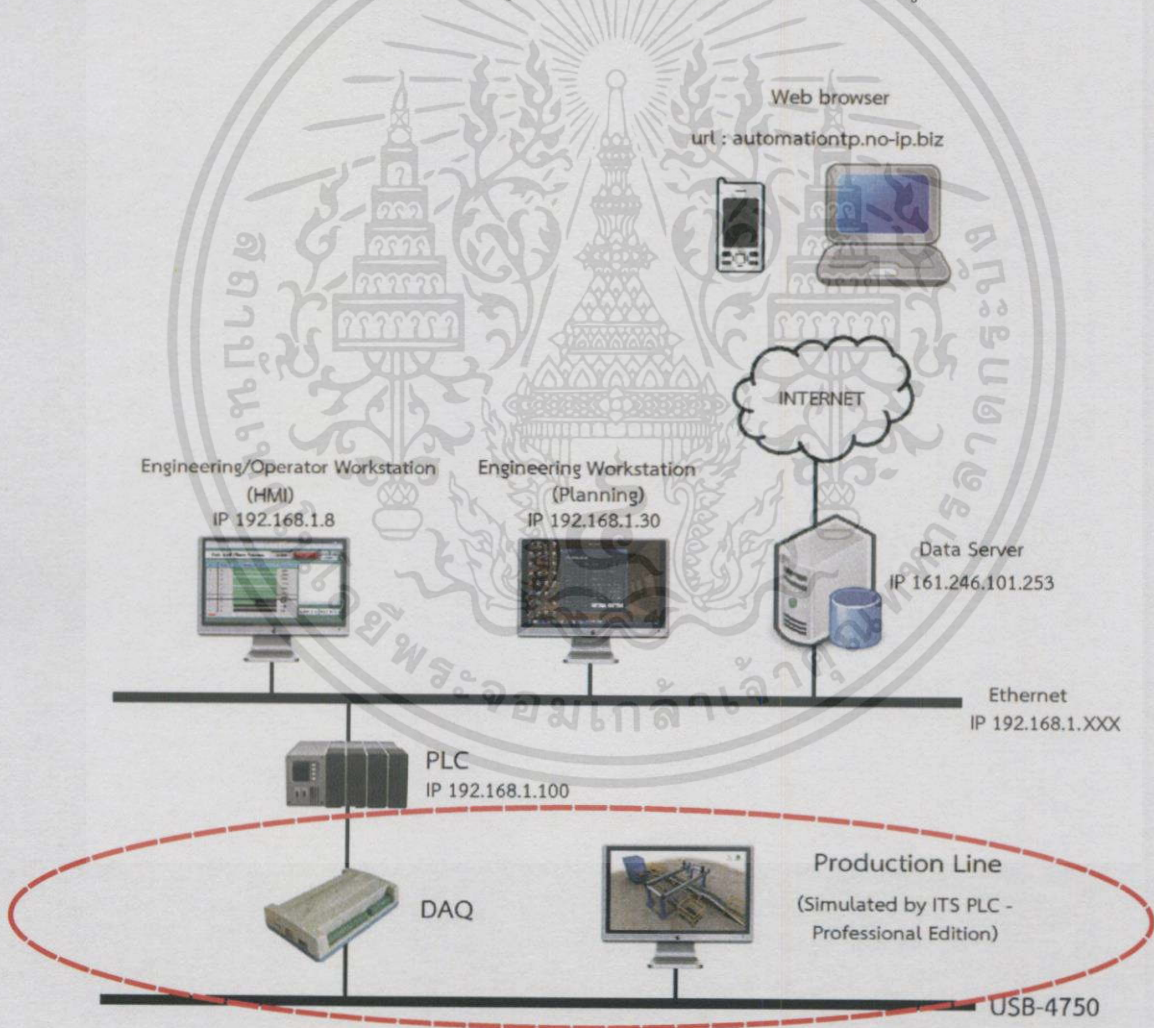 Web browser
url : automationtp.no-ip.biz
INTERNET
Engineering/Operator Workstation
(HMI)
IP 192.168.1.8
Engineering Workstation
(Planning)
IP 192.168.1.30
Data Server
IP 161.246.101.253
Ethernet
IP 192.168.1.XXX
PLC
IP 192.168.1.100
DAQ
Production Line
(Simulated by ITS PLC -
Professional Edition)
USB-4750